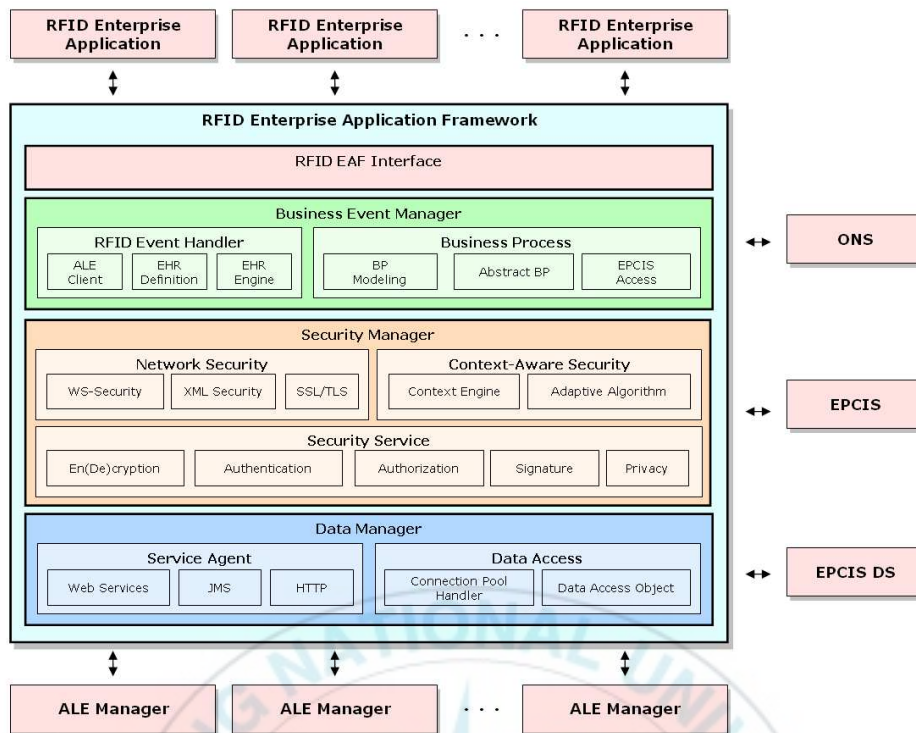 RFID Enterprise
Application
RFID Enterprise
Application
. . .
RFID Enterprise
Application
RFID Enterprise Application Framework
RFID EAF Interface
Business Event Manager
RFID Event Handler
ALE
Client
EHR
Definition
EHR
Engine
Business Process
BP
Modeling
Abstract BP
EPCIS
Access
ONS
Security Manager
Network Security
WS-Security
XML Security
SSL/TLS
Context-Aware Security
Context Engine
Adaptive Algorithm
Security Service
En(De)cryption
Authentication
Authorization
Signature
Privacy
EPCIS
Data Manager
Service Agent
Web Services
JMS
HTTP
Data Access
Connection Pool
Handler
Data Access Object
EPCIS DS
ALE Manager
ALE Manager
. . .
ALE Manager
NATIONAL